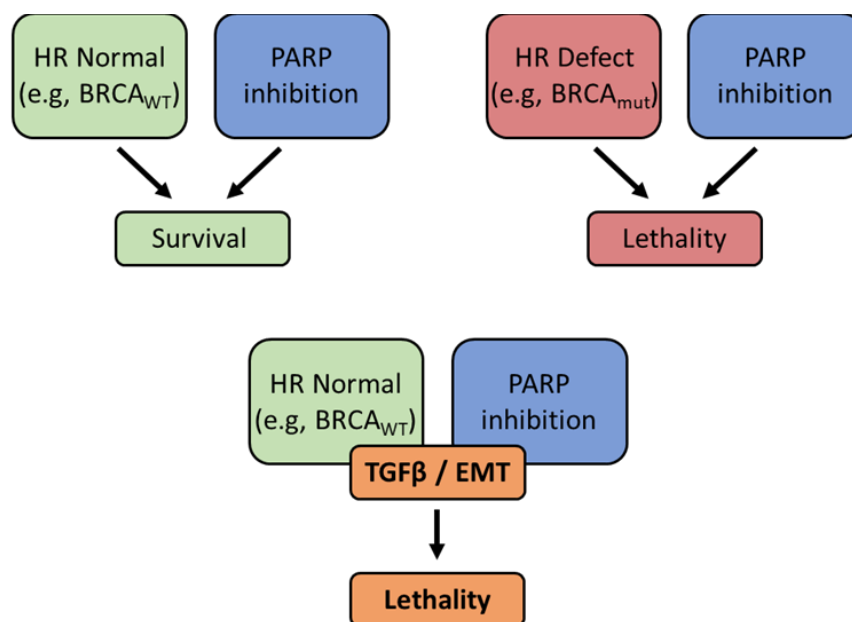 HR Normal
(e.g, BRCAWT)
PARP
inhibition
HR Defect
(e.g, BRCAmut)
PARP
inhibition
Survival
Lethality
HR Normal
(e.g, BRCAWT)
PARP
inhibition
TGFβ / EMT
Lethality